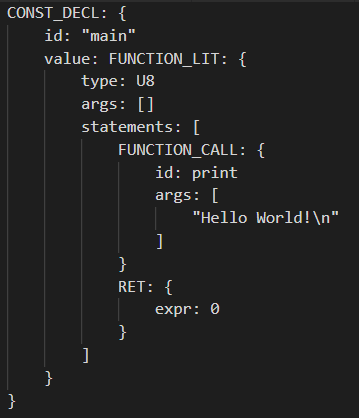 CONST_DECL: {
    id: "main"
    value: FUNCTION_LIT: {
        type: U8
        args: []
        statements: [
            FUNCTION_CALL: {
                id: print
                args: [
                    "Hello World!\n"
                ]
            }
            RET: {
                expr: 0
            }
        ]
    }
}